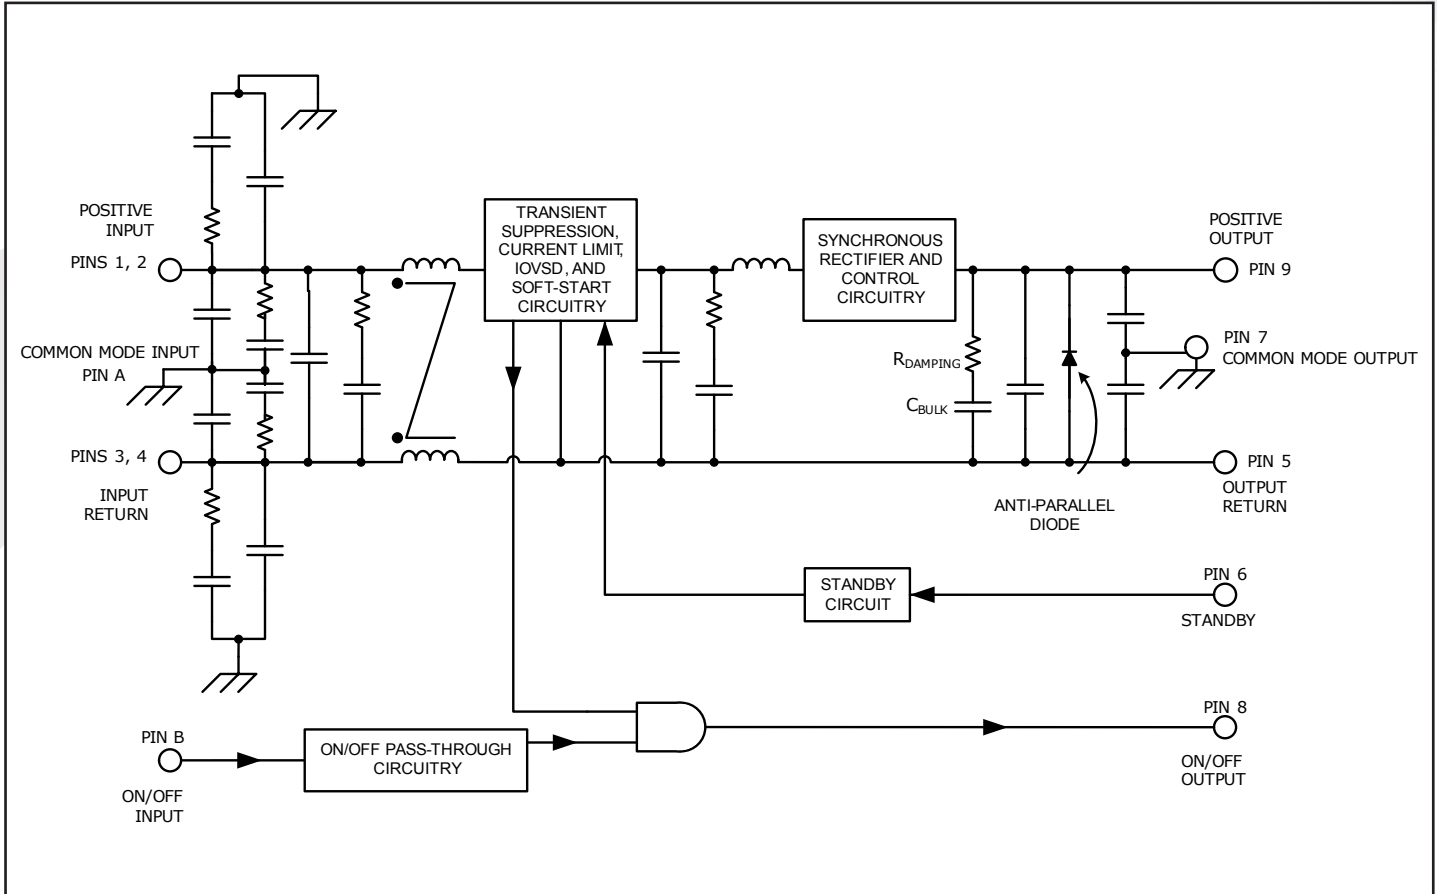 POSITIVE
INPUT
PINS 1, 2
COMMON MODE INPUT
PIN A
PINS 3, 4
INPUT
RETURN
TRANSIENT
SUPPRESSION,
CURRENT LIMIT,
IOVSD, AND
SOFT-START
CIRCUITRY
SYNCHRONOUS
RECTIFIER AND
CONTROL
CIRCUITRY
RDAMPING
CBULK
ANTI-PARALLEL
DIODE
POSITIVE
OUTPUT
PIN 9
PIN 7
COMMON MODE OUTPUT
PIN 5
OUTPUT
RETURN
STANDBY
CIRCUIT
PIN 6
STANDBY
PIN B
ON/OFF
INPUT
ON/OFF PASS-THROUGH
CIRCUITRY
PIN 8
ON/OFF
OUTPUT